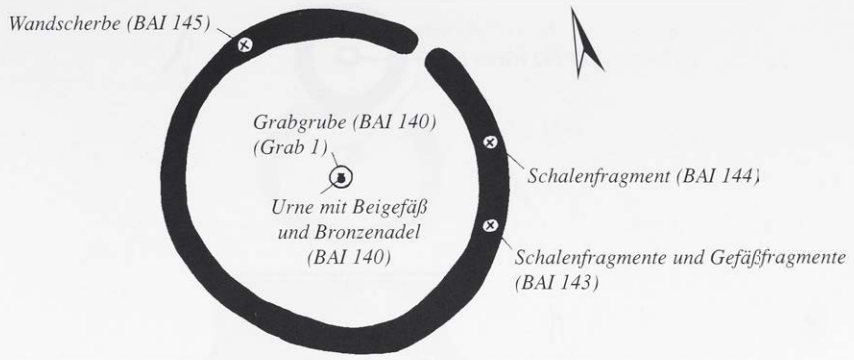 Wandscherbe (BAI 145)
Grabgrube (BAI 140)
(Grab 1)
Urne mit Beigefäß
und Bronzenadel
(BAI 140)
Schalenfragment (BAI 144)
Schalenfragmente und Gefäßfragmente
(BAI 143)